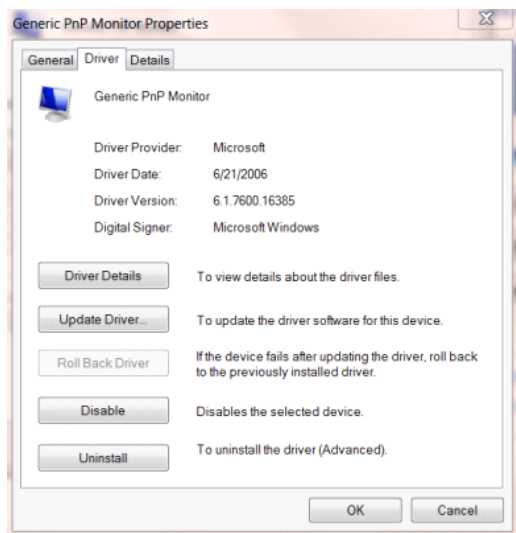 Generic PnP Monitor Properties
General Driver Details
Generic PnP Monitor
Driver Provider: Microsoft
Driver Date: 6/21/2006
Driver Version: 6.1.7600.16385
Digital Signer: Microsoft Windows
Driver Details To view details about the driver files.
Update Driver... To update the driver software for this device.
Roll Back Driver If the device fails after updating the driver, roll back
to the previously installed driver.
Disable Disables the selected device.
Uninstall To uninstall the driver (Advanced).
OK Cancel